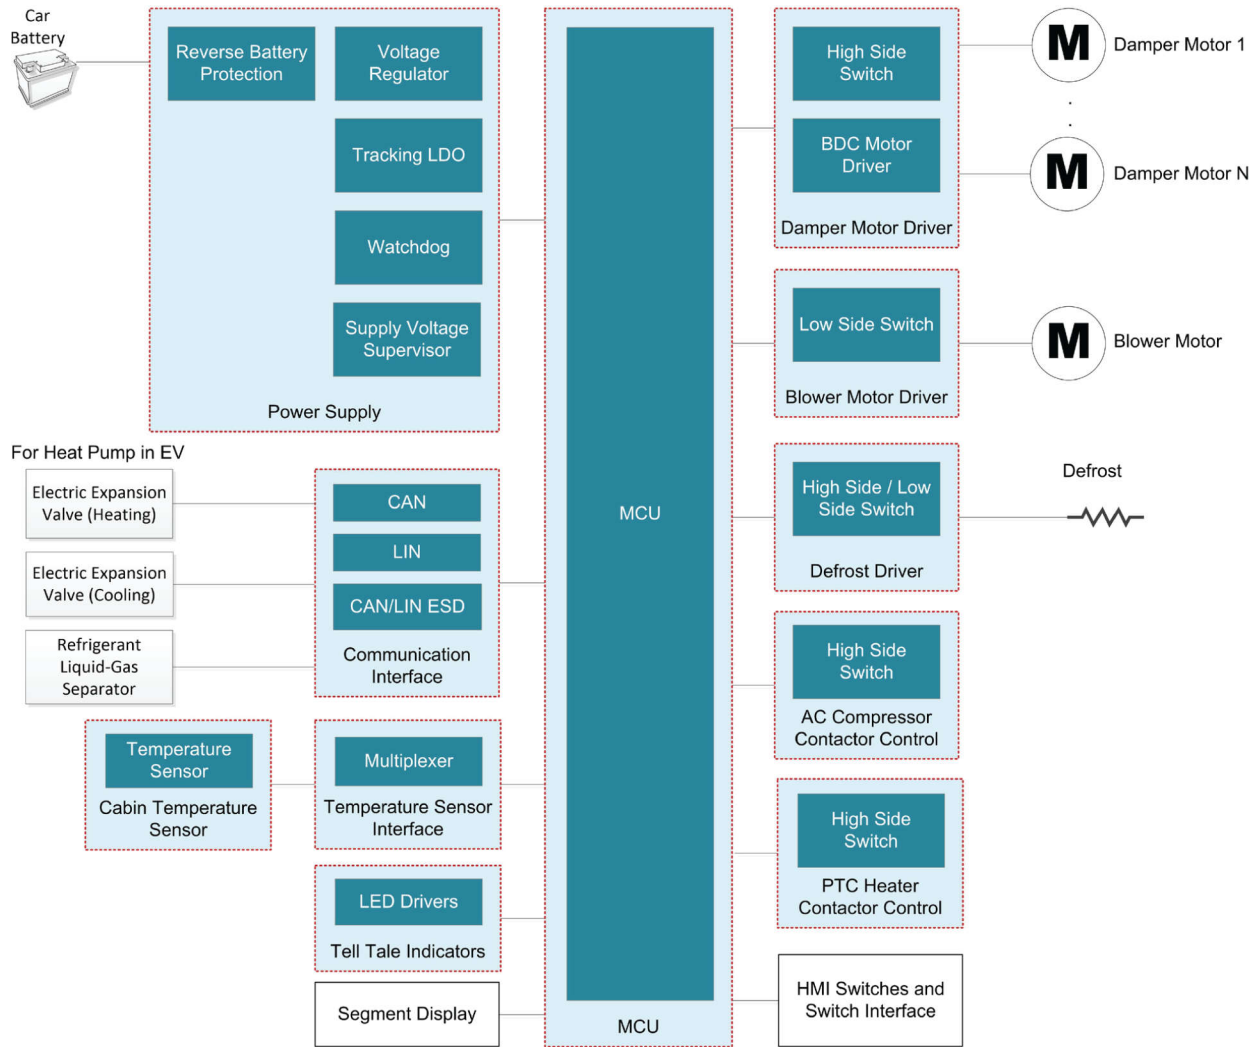 Car
Battery
Reverse Battery
Protection
Voltage
Regulator
Tracking LDO
Watchdog
Supply Voltage
Supervisor
Power Supply
For Heat Pump in EV
Electric Expansion
Valve (Heating)
Electric Expansion
Valve (Cooling)
Refrigerant
Liquid-Gas
Separator
CAN
LIN
CAN/LIN ESD
Communication
Interface
Temperature
Sensor
Cabin Temperature
Sensor
Multiplexer
Temperature Sensor
Interface
LED Drivers
Tell Tale Indicators
Segment Display
MCU
MCU
High Side
Switch
BDC Motor
Driver
Damper Motor Driver
M
Damper Motor 1
M
Damper Motor N
Low Side Switch
Blower Motor Driver
M
Blower Motor
High Side / Low
Side Switch
Defrost Driver
Defrost
High Side
Switch
AC Compressor
Contactor Control
High Side
Switch
PTC Heater
Contactor Control
HMI Switches and
Switch Interface